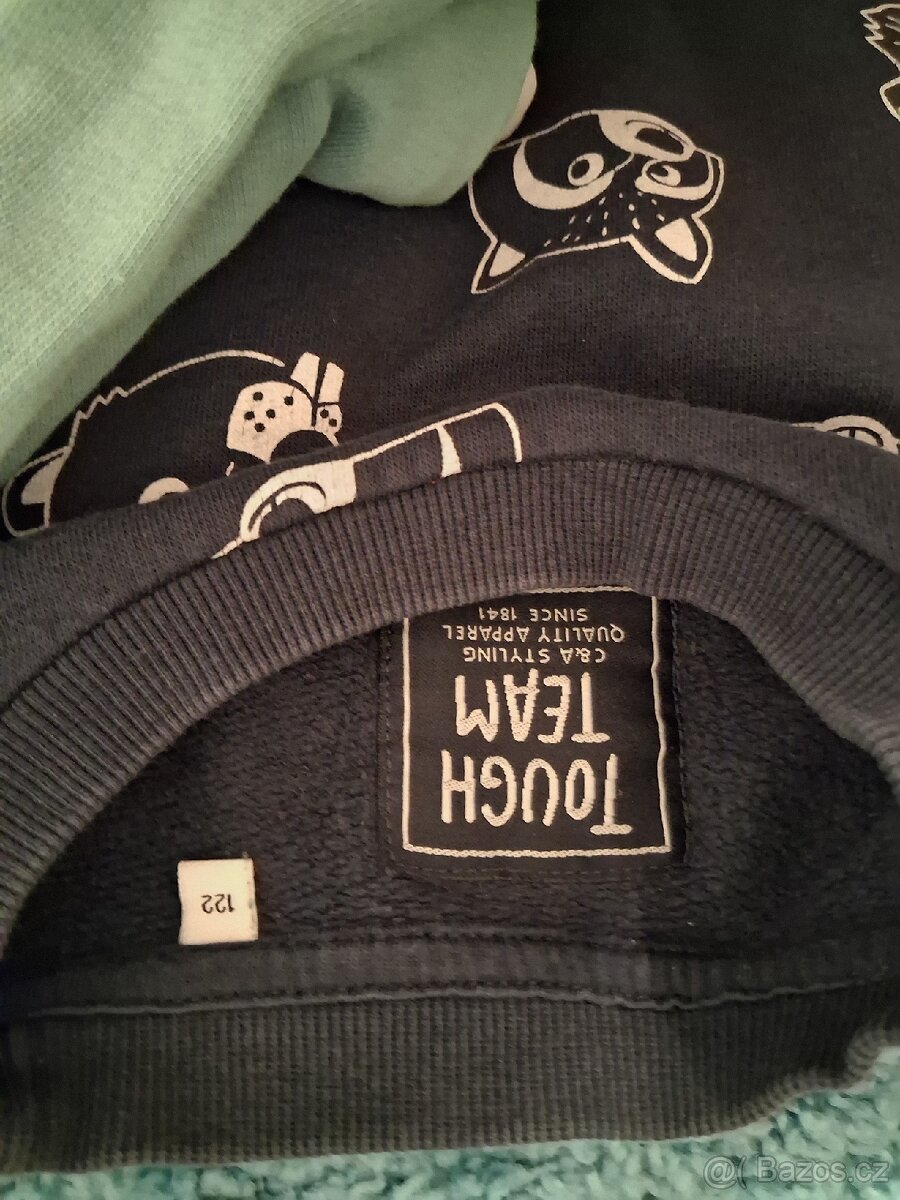 TOUGH
TEAM
C&A STYLING
QUALITY APPAREL
SINCE 1841
122
@( Bazos.cz